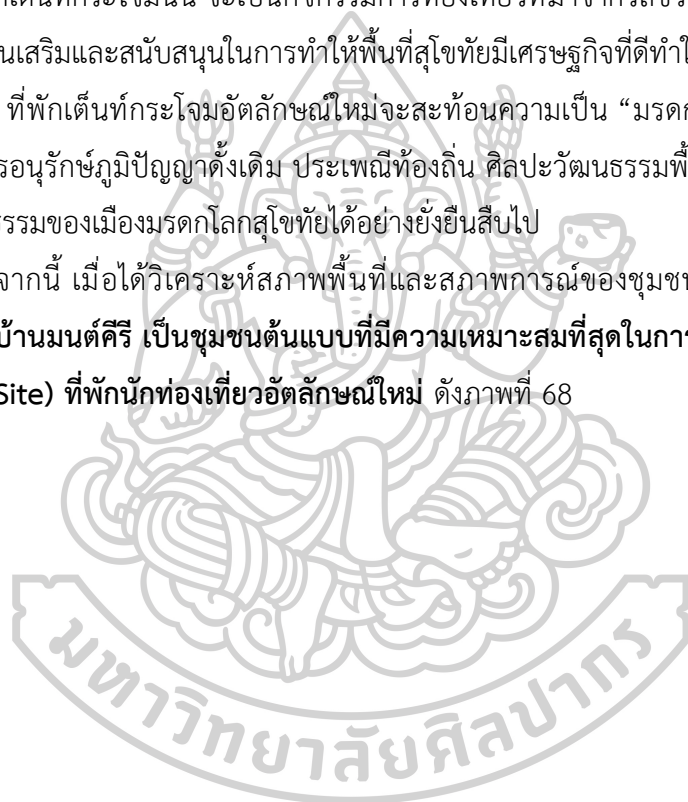 เต็นท์กระโจมนั้น จะเป็นกิจกรรมการท่องเที่ยวที่มาจากวิถีชีว
นเสริมและสนับสนุนในการทำให้พื้นที่สุโขทัยมีเศรษฐกิจที่ดีทำใ
ที่พักเต็นท์กระโจมอัตลักษณ์ใหม่จะสะท้อนความเป็น “มรดก
รอนุรักษ์ภูมิปัญญาดั้งเดิม ประเพณีท้องถิ่น ศิลปะวัฒนธรรมพื้
ธรรมของเมืองมรดกโลกสุโขทัยได้อย่างยั่งยืนสืบไป
จากนี้ เมื่อได้วิเคราะห์สภาพพื้นที่และสภาพการณ์ของชุมชน
บ้านมนต์คีรี เป็นชุมชนต้นแบบที่มีความเหมาะสมที่สุดในการ
Site) ที่พักนักท่องเที่ยวอัตลักษณ์ใหม่ ดังภาพที่ 68
มหาวิทยาลัยศิลปากร